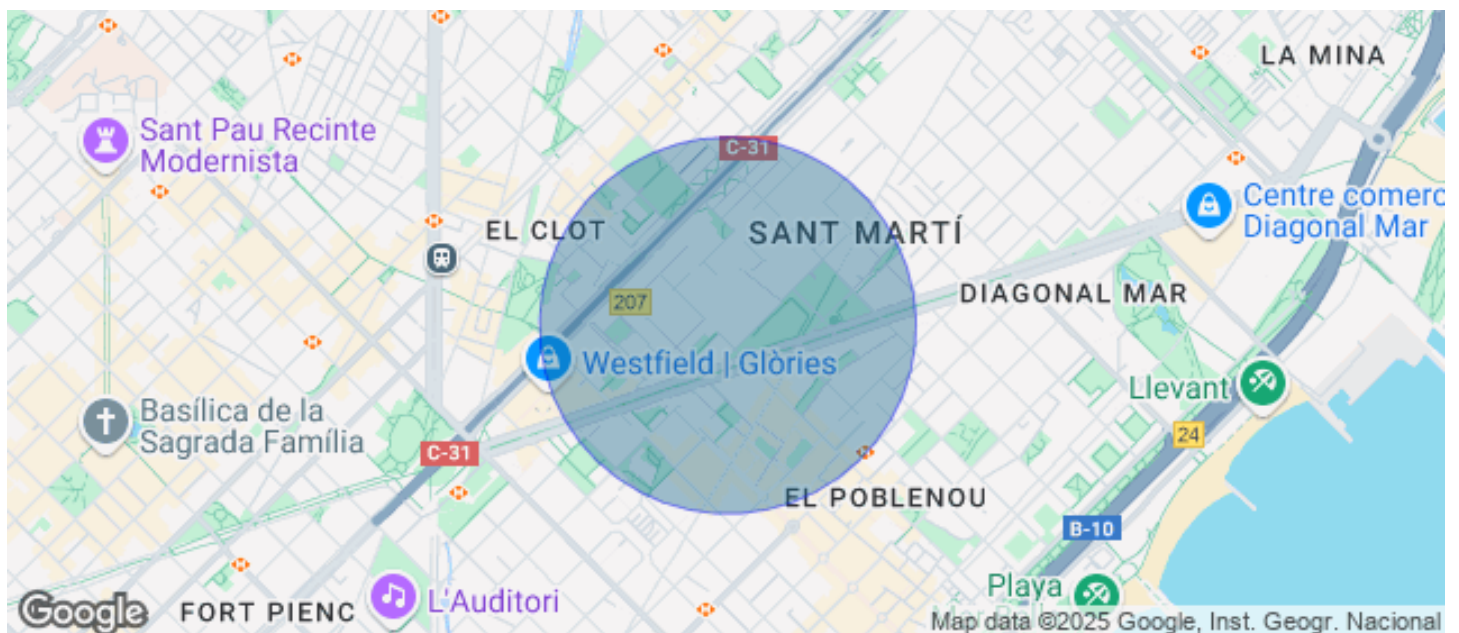 LA MINA
Sant Pau Recinte
Modernista
C-31
Centre comerc
Diagonal Mar
EL CLOT
SANT MARTÍ
207
DIAGONAL MAR
Westfield | Glòries
Llevant
Basílica de la
Sagrada Família
C-31
24
EL POBLENOU
B-10
Playa
L'Auditori
FORT PIENC
Google
Map data ©2025 Google, Inst. Geogr. Nacional